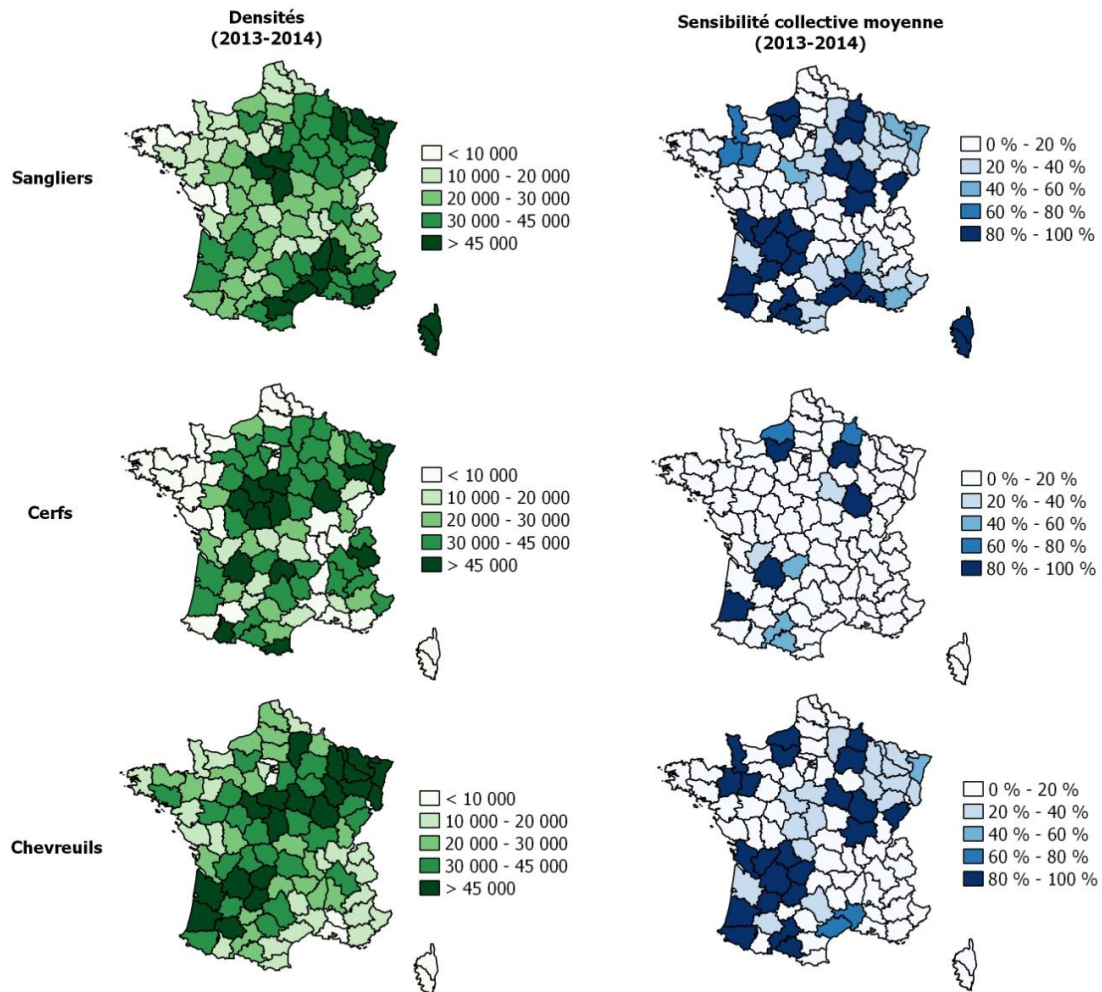 Densités
(2013-2014)
Sensibilité collective moyenne
(2013-2014)
Sangliers
< 10 000
10 000 - 20 000
20 000 - 30 000
30 000 - 45 000
> 45 000
0 % - 20 %
20 % - 40 %
40 % - 60 %
60 % - 80 %
80 % - 100 %
Cerfs
< 10 000
10 000 - 20 000
20 000 - 30 000
30 000 - 45 000
> 45 000
0 % - 20 %
20 % - 40 %
40 % - 60 %
60 % - 80 %
80 % - 100 %
Chevreuils
< 10 000
10 000 - 20 000
20 000 - 30 000
30 000 - 45 000
> 45 000
0 % - 20 %
20 % - 40 %
40 % - 60 %
60 % - 80 %
80 % - 100 %